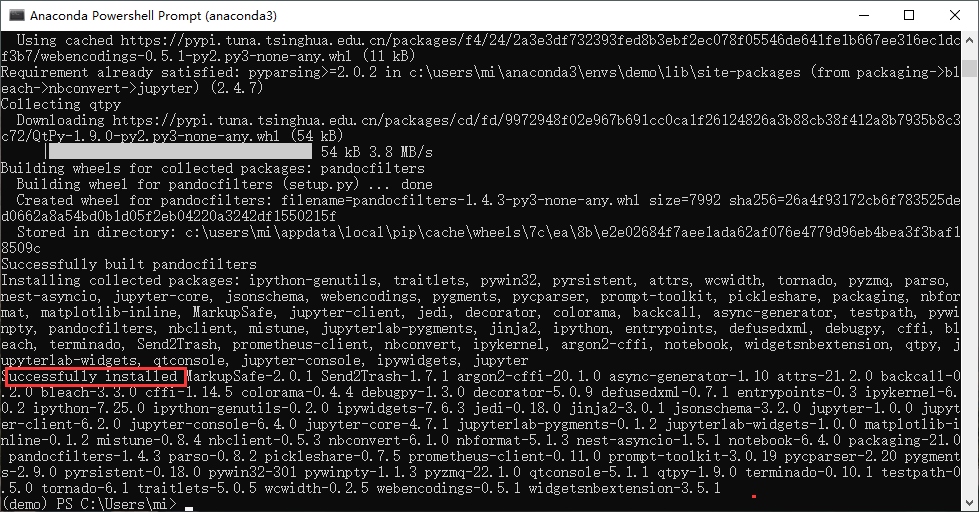 Anaconda Powershell Prompt (anaconda3)
Using cached https://pypi.tuna.tsinghua.edu.cn/packages/f4/24/2a3e3df732393fed8b3ebf2ec078f05546de641fe1b667ee316ec1dc
f3b7/webencodings-0.5.1-py2.py3-none-any.whl (11 kB)
Requirement already satisfied: pyparsing>=2.0.2 in c:\users\mi\anaconda3\envs\demo\lib\site-packages (from packaging->bl
each->nbconvert->jupyter) (2.4.7)
Collecting qtpy
Downloading https://pypi.tuna.tsinghua.edu.cn/packages/cd/fd/9972948f02e967b691cc0ca1f26124826a3b88cb38f412a8b7935b8c3
c72/QtPy-1.9.0-py2.py3-none-any.whl (54 kB)
| 54 kB 3.8 MB/s
Building wheels for collected packages: pandocfilters
Building wheel for pandocfilters (setup.py) ... done
Created wheel for pandocfilters: filename=pandocfilters-1.4.3-py3-none-any.whl size=7992 sha256=26a4f93172cb6f783525de
d0662a8a54bd0b1d05f2eb04220a3242df1550215f
Stored in directory: c:\users\mi\appdata\local\pip\cache\wheels\7c\ea\8b\e2e02684f7aee1ada62af076e4779d96eb4bea3f3baf1
8509c
Successfully built pandocfilters
Installing collected packages: ipython-genutils, traitlets, pywin32, pyrsistent, attrs, wcwidth, tornado, pyzmq, parso,
nest-asyncio, jupyter-core, jsonschema, webencodings, pygments, pycparser, prompt-toolkit, pickleshare, packaging, nbfor
mat, matplotlib-inline, MarkupSafe, jupyter-client, jedi, decorator, colorama, backcall, async-generator, testpath, pywi
npty, pandocfilters, nbclient, mistune, jupyterlab-pygments, jinja2, ipython, entrypoints, defusedxml, debugpy, cffi, bl
each, terminado, Send2Trash, prometheus-client, nbconvert, ipykernel, argon2-cffi, notebook, widgetsnbextension, qtpy, j
upyterlab-widgets, qtconsole, jupyter-console, ipywidgets, jupyter
Successfully installed MarkupSafe-2.0.1 Send2Trash-1.7.1 argon2-cffi-20.1.0 async-generator-1.10 attrs-21.2.0 backcall-0
.2.0 bleach-3.3.0 cffi-1.14.5 colorama-0.4.4 debugpy-1.3.0 decorator-5.0.9 defusedxml-0.7.1 entrypoints-0.3 ipykernel-6.
0.2 ipython-7.25.0 ipython-genutils-0.2.0 ipywidgets-7.6.3 jedi-0.18.0 jinja2-3.0.1 jsonschema-3.2.0 jupyter-1.0.0 jupyt
er-client-6.2.0 jupyter-console-6.4.0 jupyter-core-4.7.1 jupyterlab-pygments-0.1.2 jupyterlab-widgets-1.0.0 matplotlib-i
nline-0.1.2 mistune-0.8.4 nbclient-0.5.3 nbconvert-6.1.0 nbformat-5.1.3 nest-asyncio-1.5.1 notebook-6.4.0 packaging-21.0
pandocfilters-1.4.3 parso-0.8.2 pickleshare-0.7.5 prometheus-client-0.11.0 prompt-toolkit-3.0.19 pycparser-2.20 pygment
s-2.9.0 pyrsistent-0.18.0 pywin32-301 pywinpty-1.1.3 pyzmq-22.1.0 qtconsole-5.1.1 qtpy-1.9.0 terminado-0.10.1 testpath-0
.5.0 tornado-6.1 traitlets-5.0.5 wcwidth-0.2.5 webencodings-0.5.1 widgetsnbextension-3.5.1
(demo) PS C:\Users\mi>